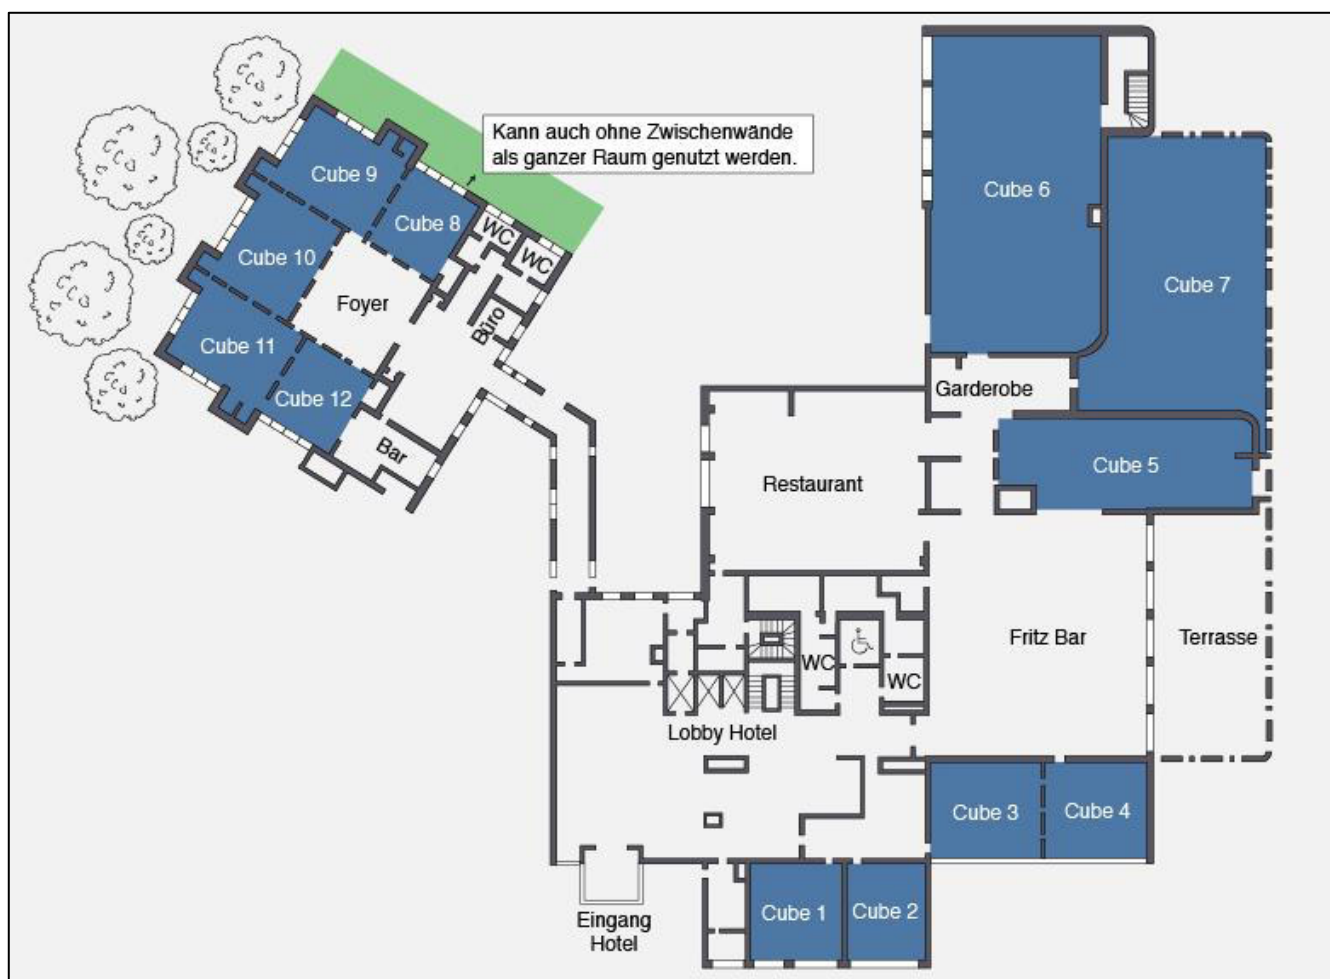 Kann auch ohne Zwischenwände
als ganzer Raum genutzt werden.
Cube 9
Cube 8
WC
WC
Cube 10
Foyer
Büro
Cube 11
Cube 12
Bar
Cube 6
Cube 7
Garderobe
Cube 5
Restaurant
Fritz Bar
Terrasse
WC
WC
Lobby Hotel
Cube 3
Cube 4
Cube 1
Cube 2
Eingang
Hotel